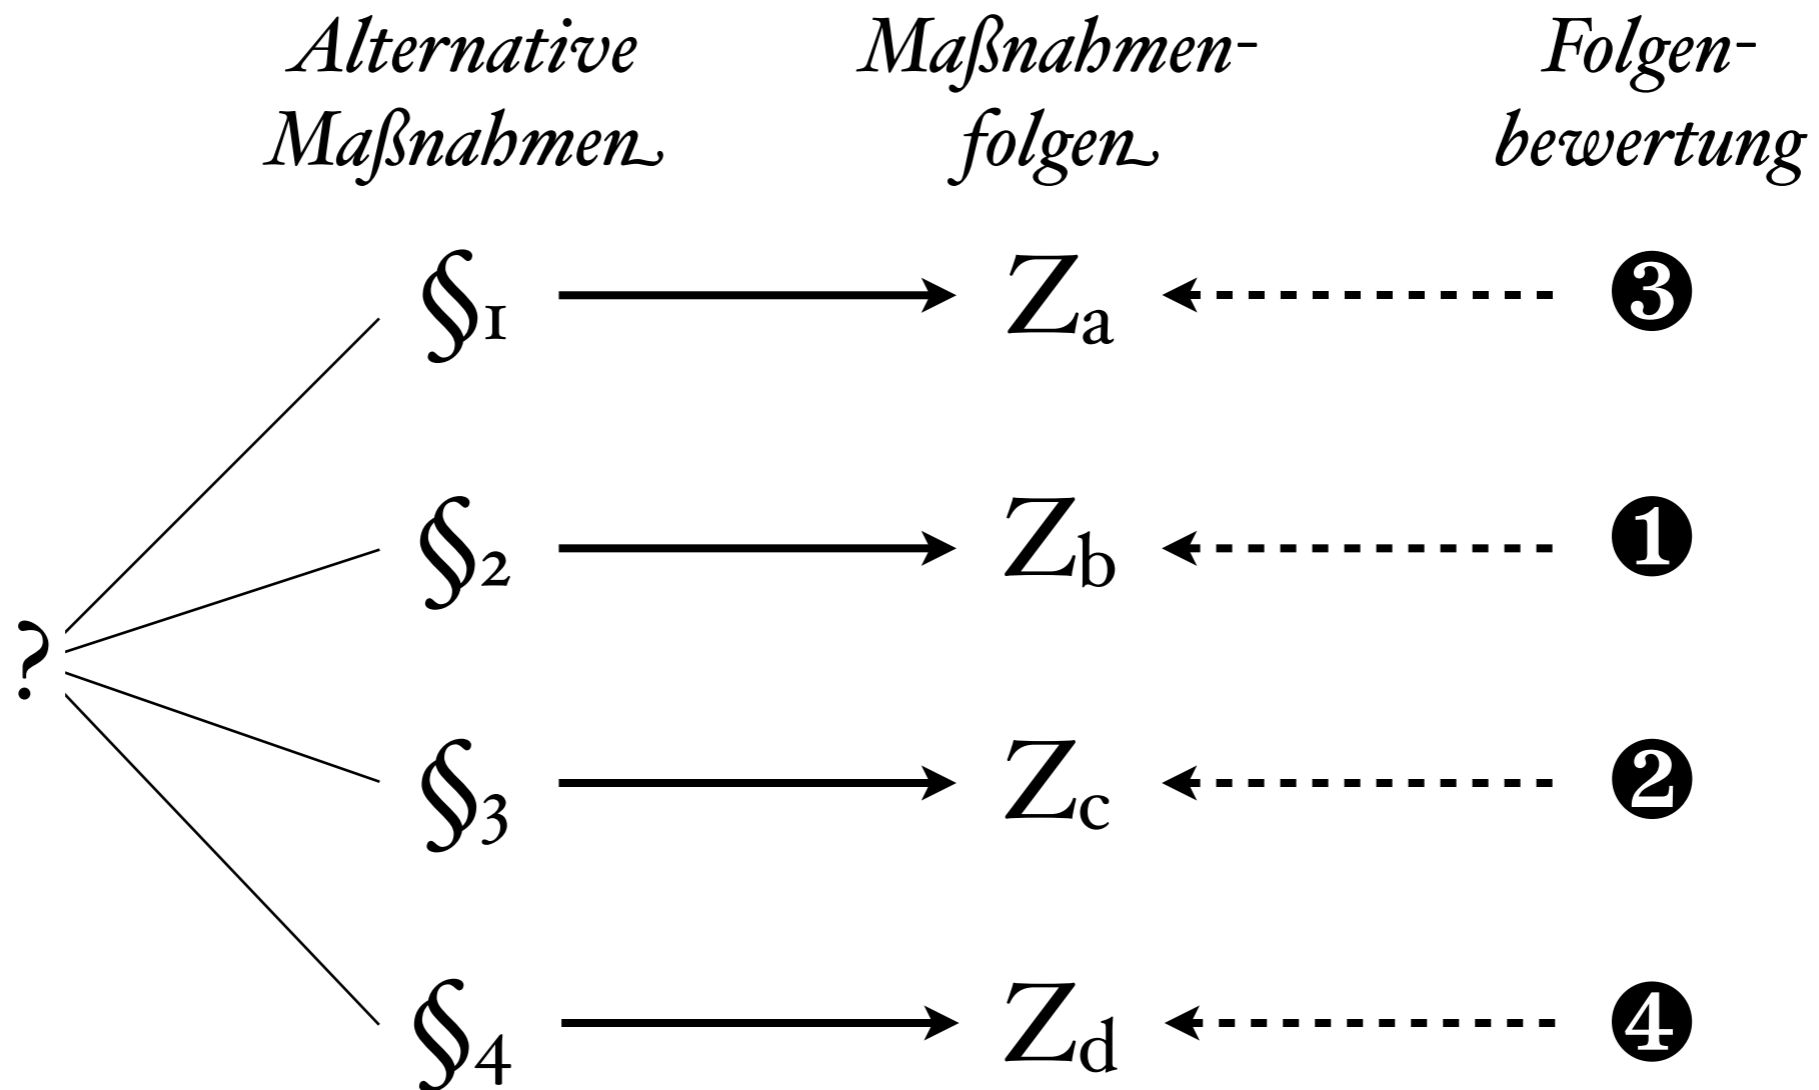 Alternative Maßnahmen- Folgen-
Maßnahmen folgen bewertung
§1 Za ❸
§2 Zb ❶
?
§3 Zc ❷
§4 Zd ❹